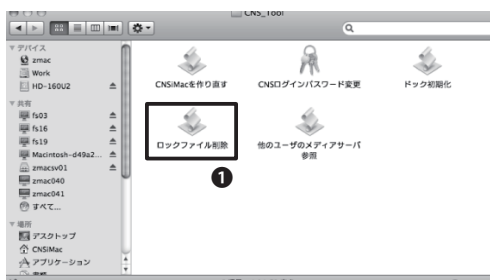 CNS_Tool
デバイス
zmac
Work
HD-160U2
共有
fs03
fs16
fs19
Macintosh-d49a2...
zmacsv01
zmac040
zmac041
すべて...
場所
デスクトップ
CNSiMac
アプリケーション
CNSiMacを作り直す
CNSログインパスワード変更
ドック初期化
ロックファイル削除
他のユーザのメディアサーバ
参照
1